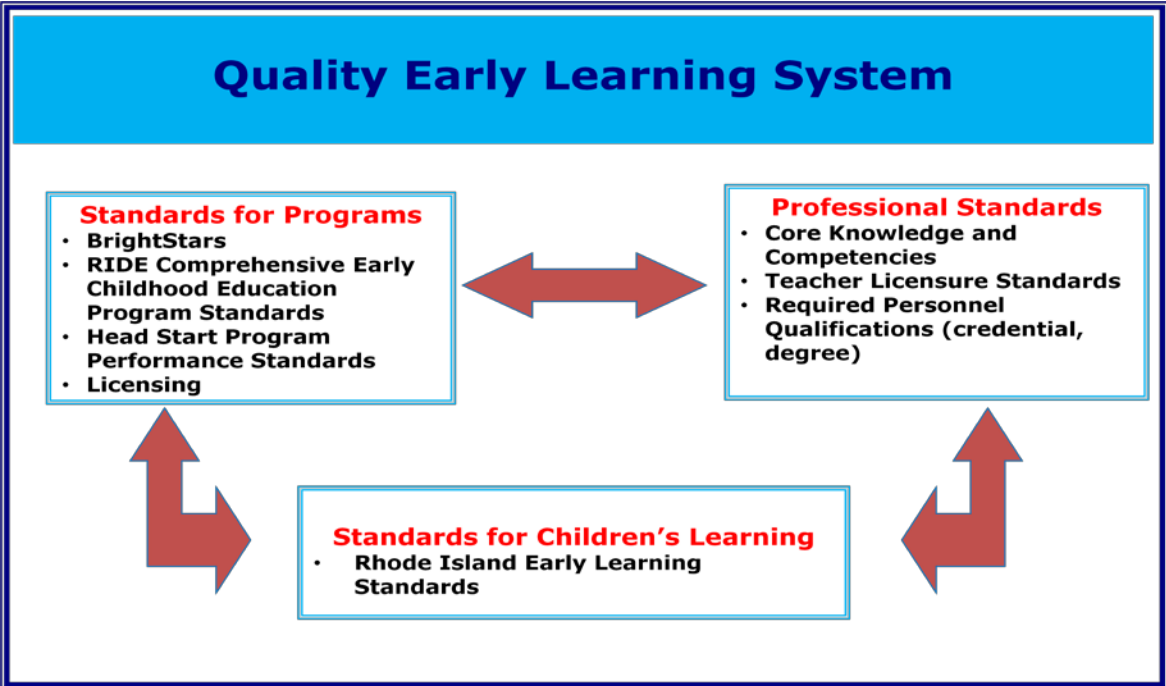 Quality Early Learning System
Standards for Programs
• BrightStars
• RIDE Comprehensive Early
Childhood Education
Program Standards
• Head Start Program
Performance Standards
• Licensing
Professional Standards
• Core Knowledge and
Competencies
• Teacher Licensure Standards
• Required Personnel
Qualifications (credential,
degree)
Standards for Children’s Learning
• Rhode Island Early Learning
Standards